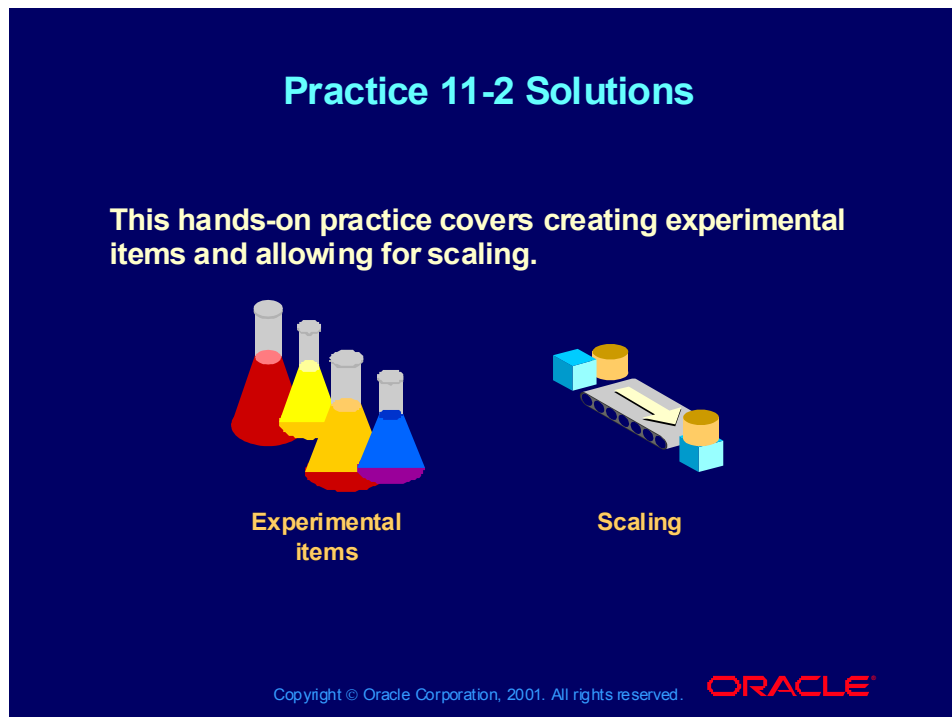 Practice 11-2 Solutions
This hands-on practice covers creating experimental
items and allowing for scaling.
Experimental
items
Scaling
Copyright © Oracle Corporation, 2001. All rights reserved.
ORACLE®